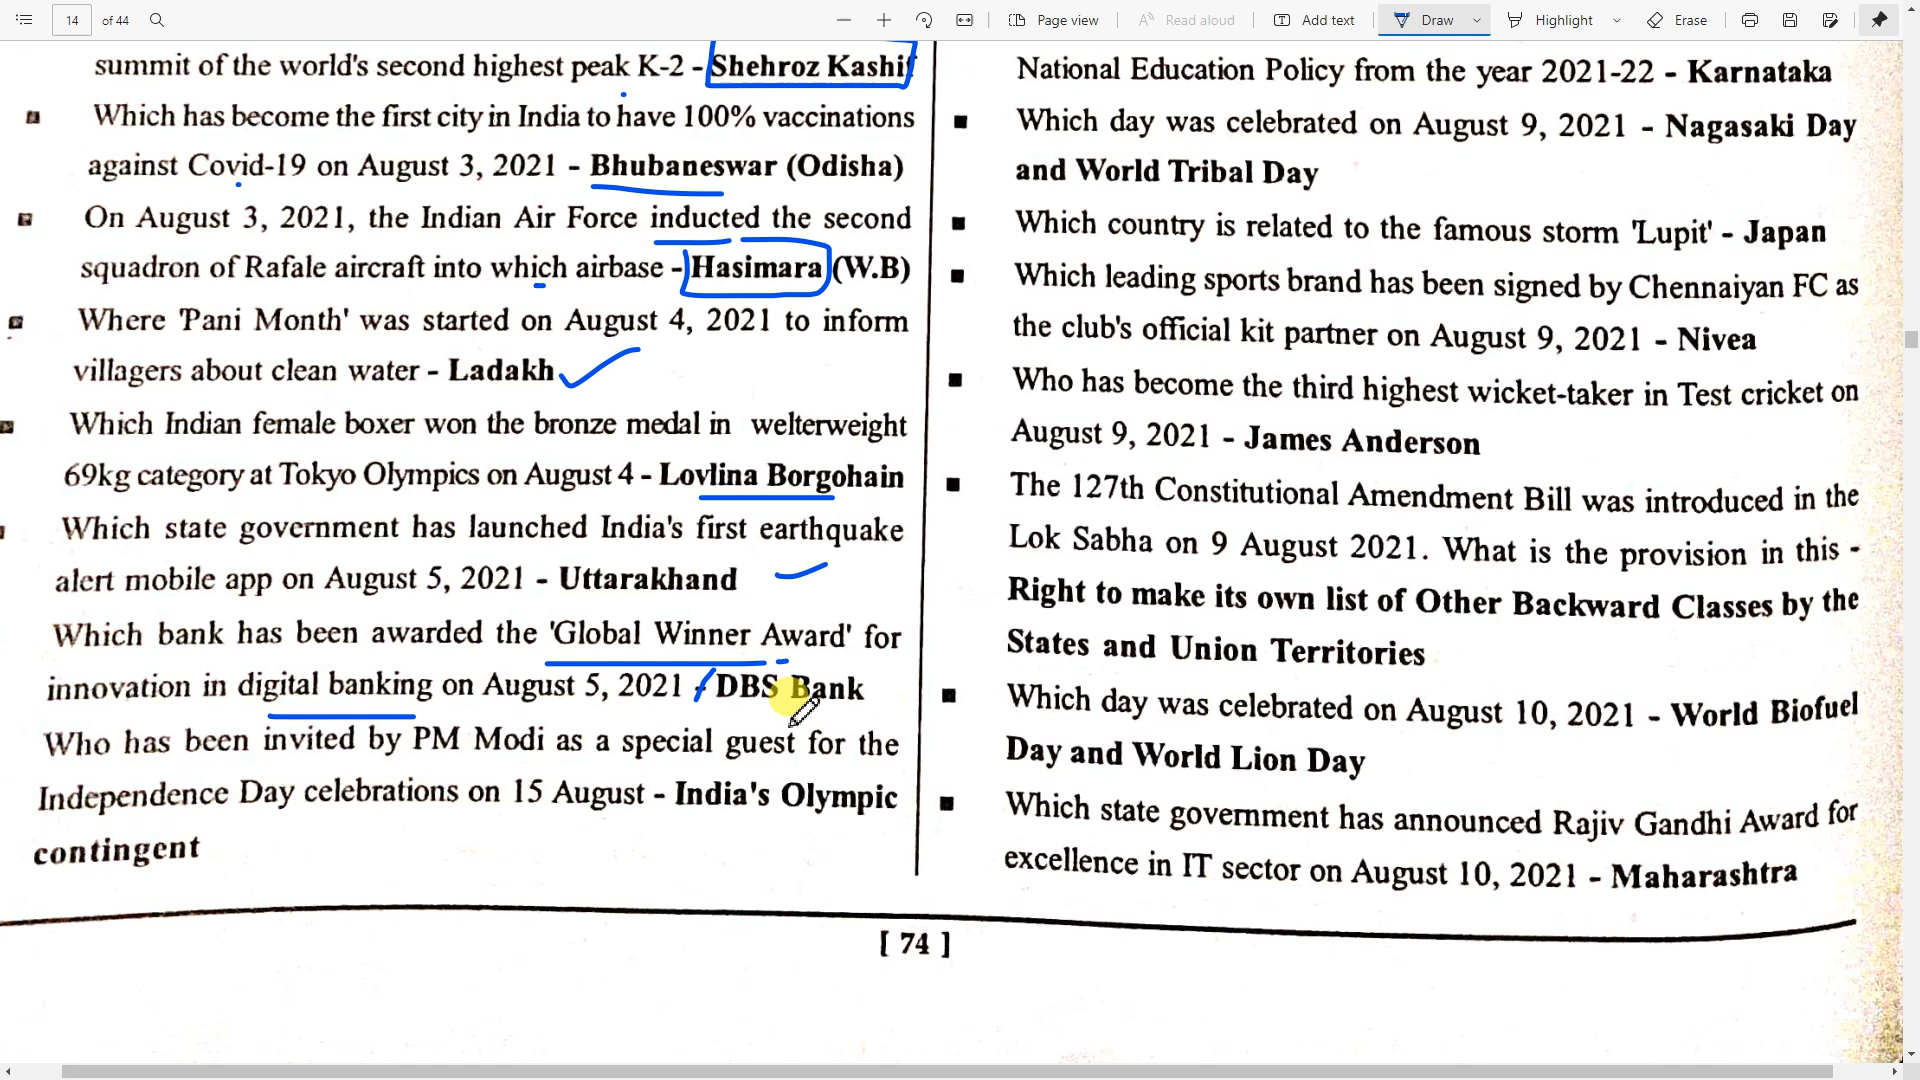 14 of 44 Page view Read aloud Add text Draw Highlight Erase
summit of the world's second highest peak K-2 - Shehroz Kashif
Which has become the first city in India to have 100% vaccinations
against Covid-19 on August 3, 2021 - Bhubaneswar (Odisha)
On August 3, 2021, the Indian Air Force inducted the second
squadron of Rafale aircraft into which airbase - Hasimara (W.B)
Where 'Pani Month' was started on August 4, 2021 to inform
villagers about clean water - Ladakh
Which Indian female boxer won the bronze medal in welterweight
69kg category at Tokyo Olympics on August 4 - Lovlina Borgohain
Which state government has launched India's first earthquake
alert mobile app on August 5, 2021 - Uttarakhand
Which bank has been awarded the 'Global Winner Award' for
innovation in digital banking on August 5, 2021 - DBS Bank
Who has been invited by PM Modi as a special guest for the
Independence Day celebrations on 15 August - India's Olympic
contingent
National Education Policy from the year 2021-22 - Karnataka
Which day was celebrated on August 9, 2021 - Nagasaki Day
and World Tribal Day
Which country is related to the famous storm 'Lupit' - Japan
Which leading sports brand has been signed by Chennaiyan FC as
the club's official kit partner on August 9, 2021 - Nivea
Who has become the third highest wicket-taker in Test cricket on
August 9, 2021 - James Anderson
The 127th Constitutional Amendment Bill was introduced in the
Lok Sabha on 9 August 2021. What is the provision in this -
Right to make its own list of Other Backward Classes by the
States and Union Territories
Which day was celebrated on August 10, 2021 - World Biofuel
Day and World Lion Day
Which state government has announced Rajiv Gandhi Award for
excellence in IT sector on August 10, 2021 - Maharashtra
[ 74 ]